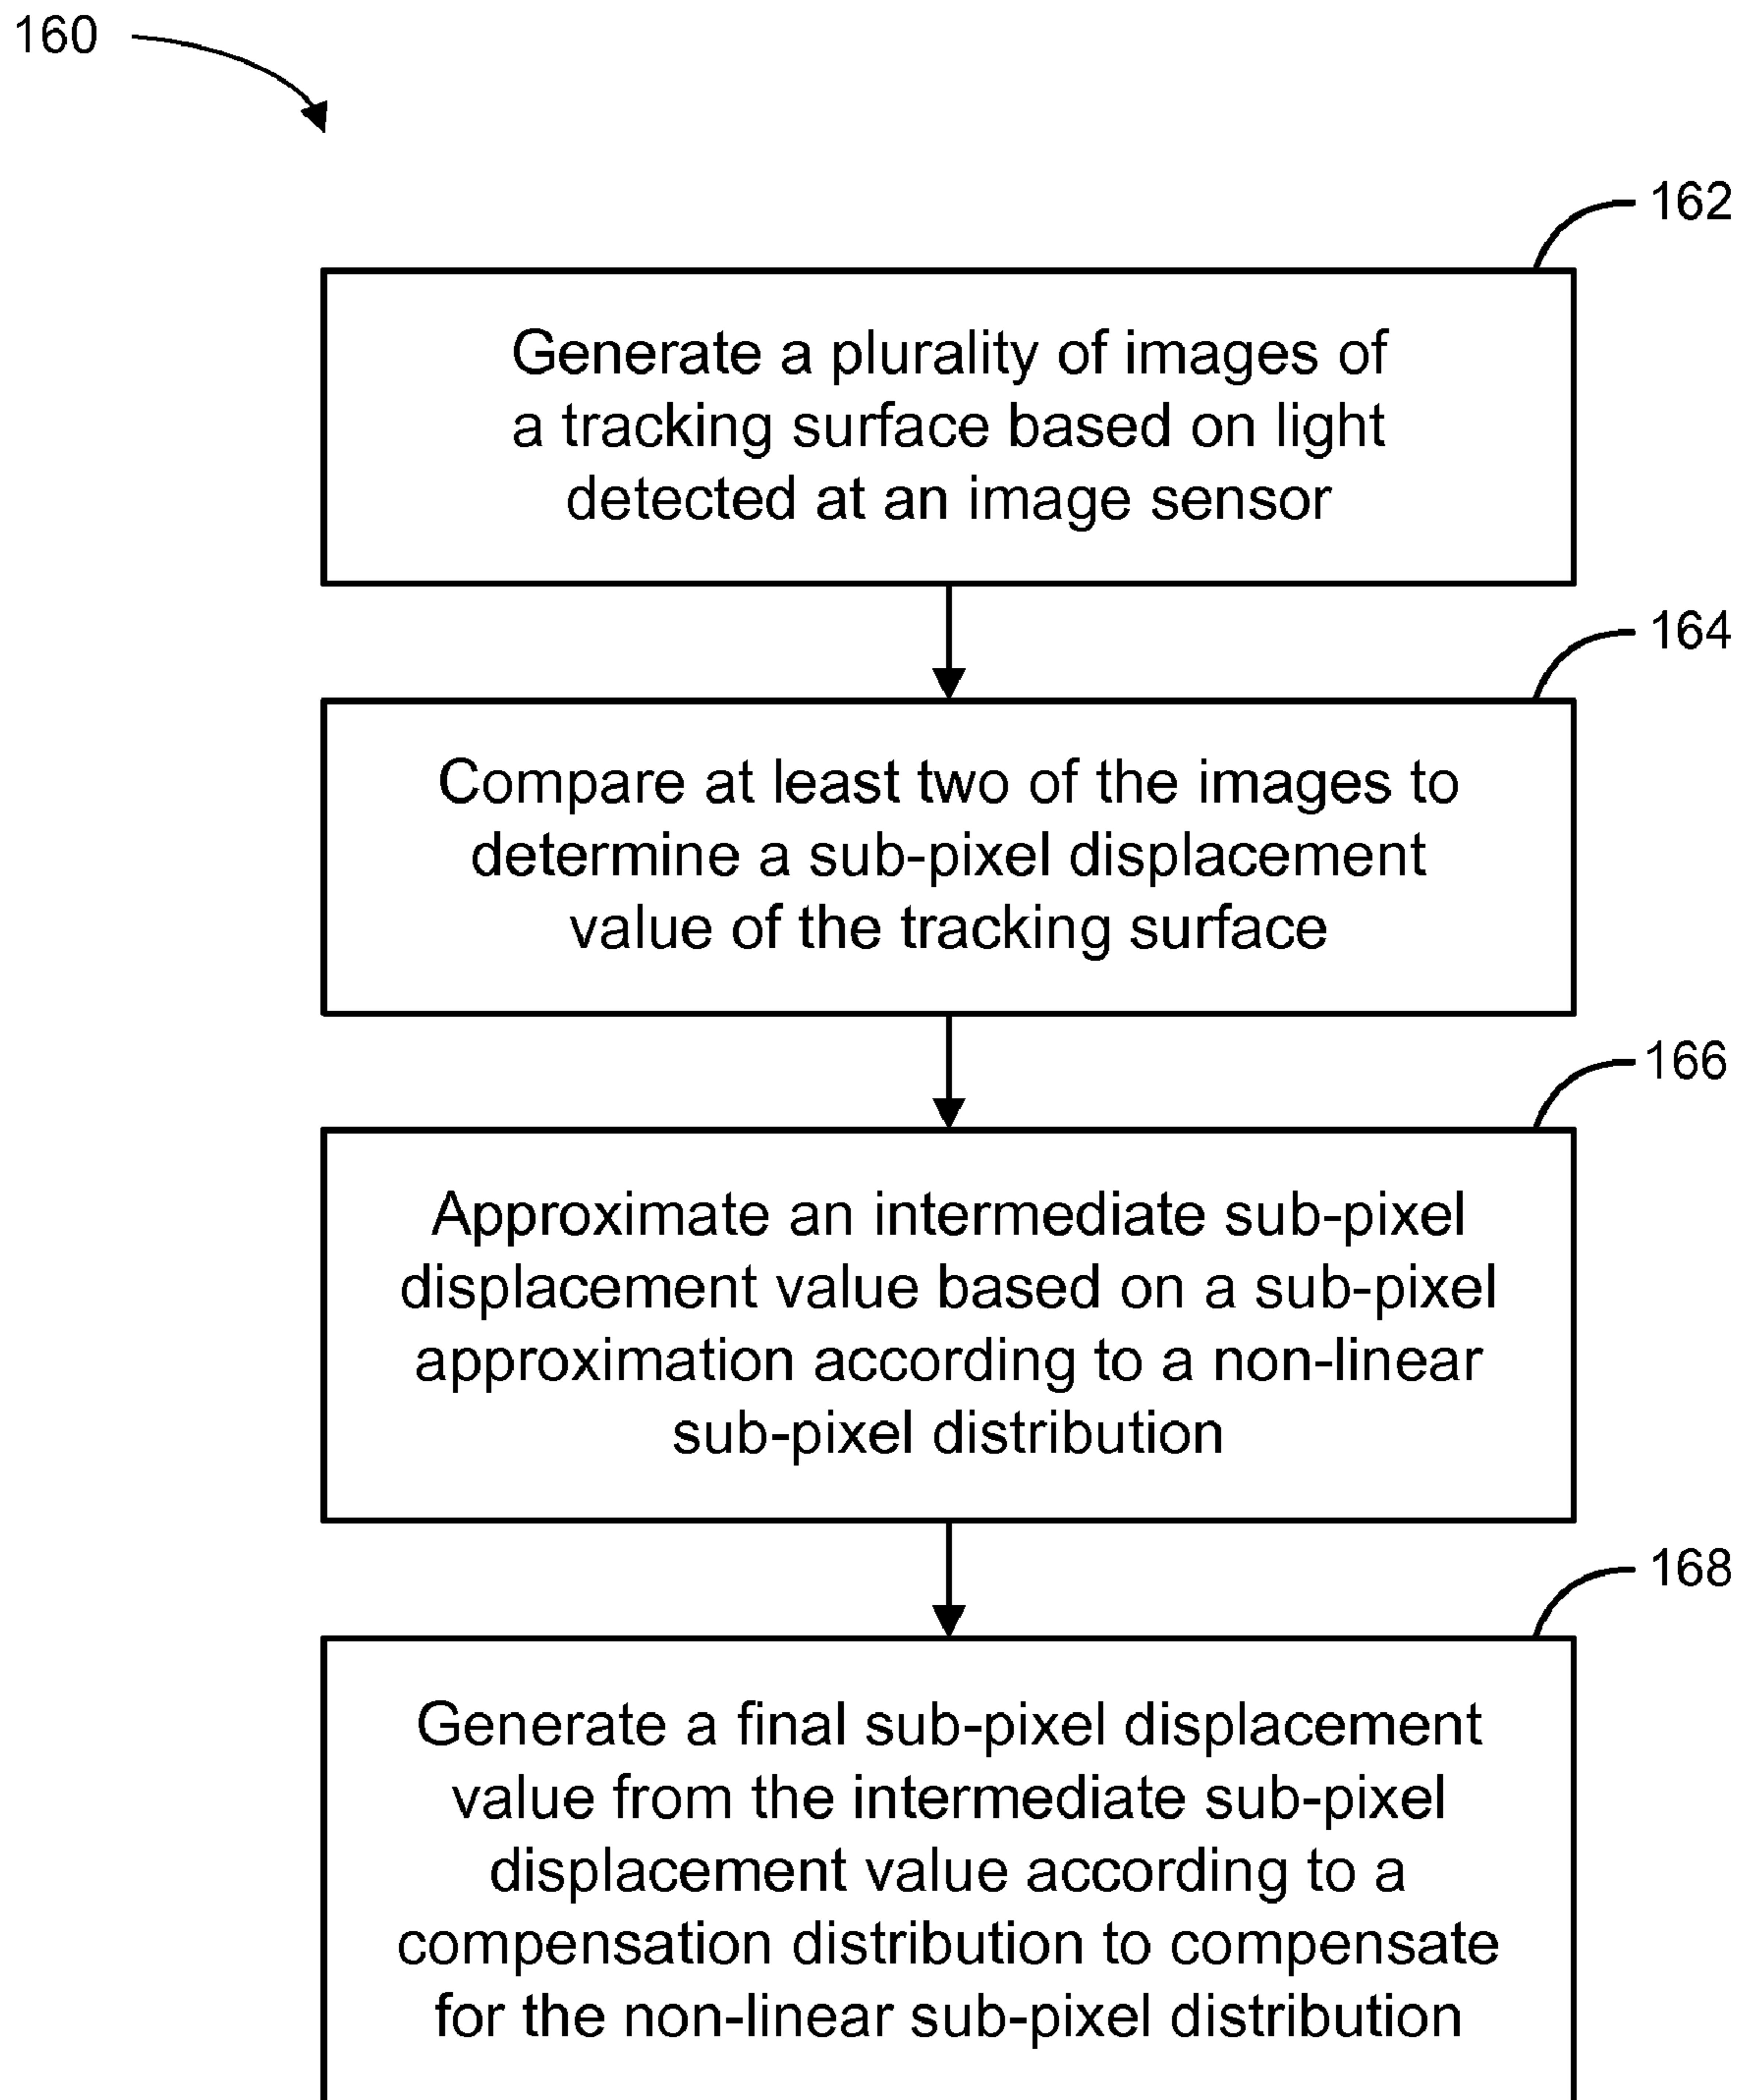 160
162
Generate a plurality of images of
a tracking surface based on light
detected at an image sensor
164
Compare at least two of the images to
determine a sub-pixel displacement
value of the tracking surface
166
Approximate an intermediate sub-pixel
displacement value based on a sub-pixel
approximation according to a non-linear
sub-pixel distribution
168
Generate a final sub-pixel displacement
value from the intermediate sub-pixel
displacement value according to a
compensation distribution to compensate
for the non-linear sub-pixel distribution